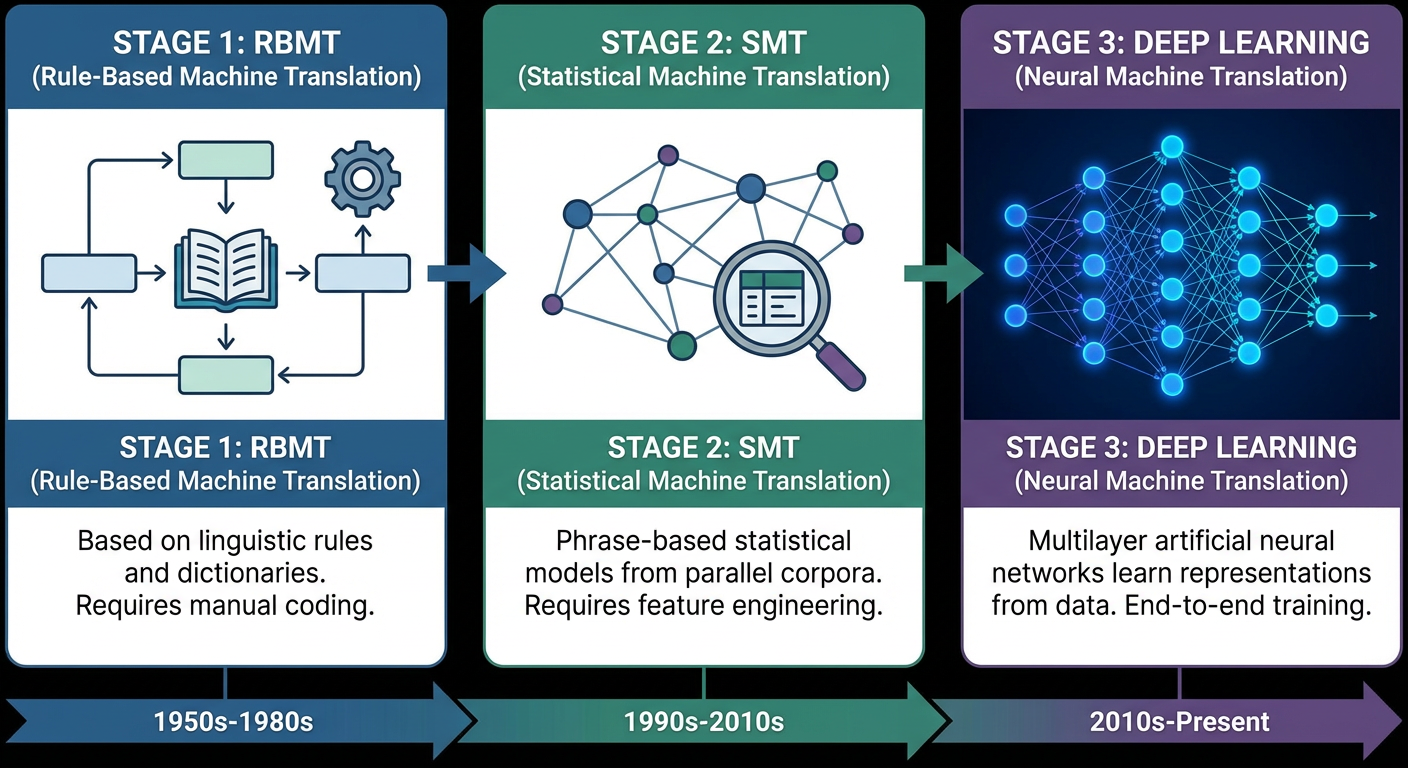 STAGE 1: RBMT
(Rule-Based Machine Translation)
STAGE 1: RBMT
(Rule-Based Machine Translation)
Based on linguistic rules
and dictionaries.
Requires manual coding.
1950s-1980s
STAGE 2: SMT
(Statistical Machine Translation)
STAGE 2: SMT
(Statistical Machine Translation)
Phrase-based statistical
models from parallel corpora.
Requires feature engineering.
1990s-2010s
STAGE 3: DEEP LEARNING
(Neural Machine Translation)
STAGE 3: DEEP LEARNING
(Neural Machine Translation)
Multilayer artificial neural
networks learn representations
from data. End-to-end training.
2010s-Present